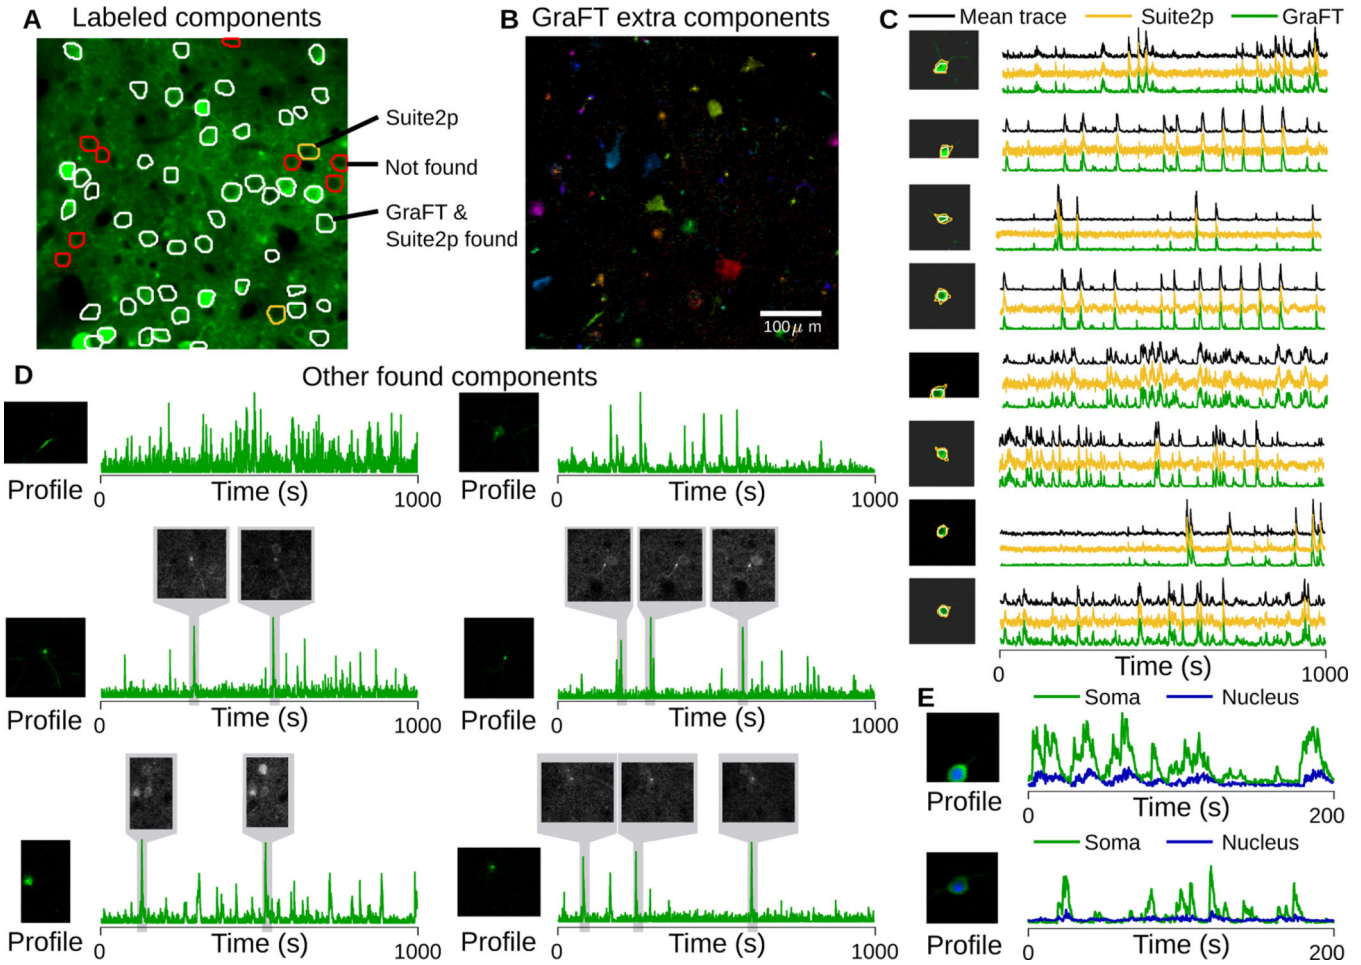 A Labeled components
Suite2p
Not found
GraFT &
Suite2p found
B GraFT extra components
100 μ m
C Mean trace Suite2p GraFT
0 Time (s) 1000
D Other found components
Profile 0 Time (s) 1000
Profile 0 Time (s) 1000
Profile 0 Time (s) 1000
Profile 0 Time (s) 1000
Profile 0 Time (s) 1000
Profile 0 Time (s) 1000
E Soma Nucleus
Profile 0 Time (s) 200
Soma Nucleus
Profile 0 Time (s) 200